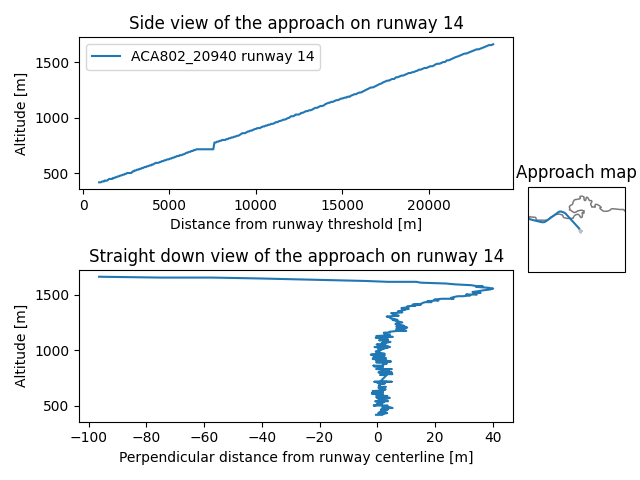 Side view of the approach on runway 14
ACA802_20940 runway 14
Altitude [m]
1500
1000
500
0
5000
10000
15000
20000
Distance from runway threshold [m]
Approach map
Straight down view of the approach on runway 14
Altitude [m]
1500
1000
500
−100
−80
−60
−40
−20
0
20
40
Perpendicular distance from runway centerline [m]